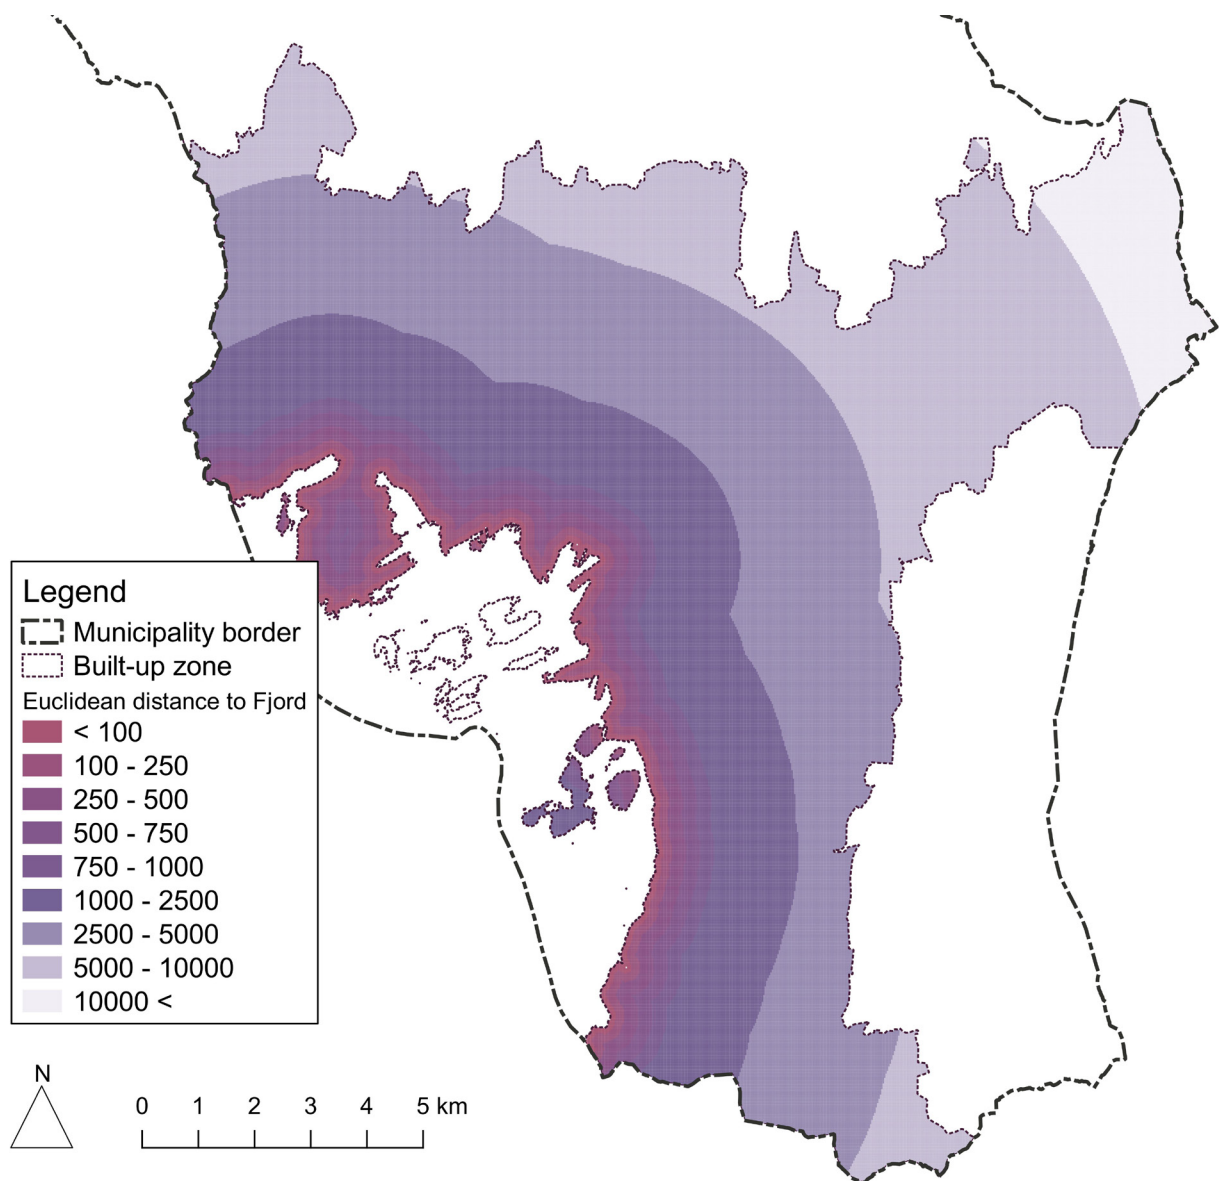 Legend
Municipality border
Built-up zone
Euclidean distance to Fjord
< 100
100 - 250
250 - 500
500 - 750
750 - 1000
1000 - 2500
2500 - 5000
5000 - 10000
10000 <
N
0 1 2 3 4 5 km